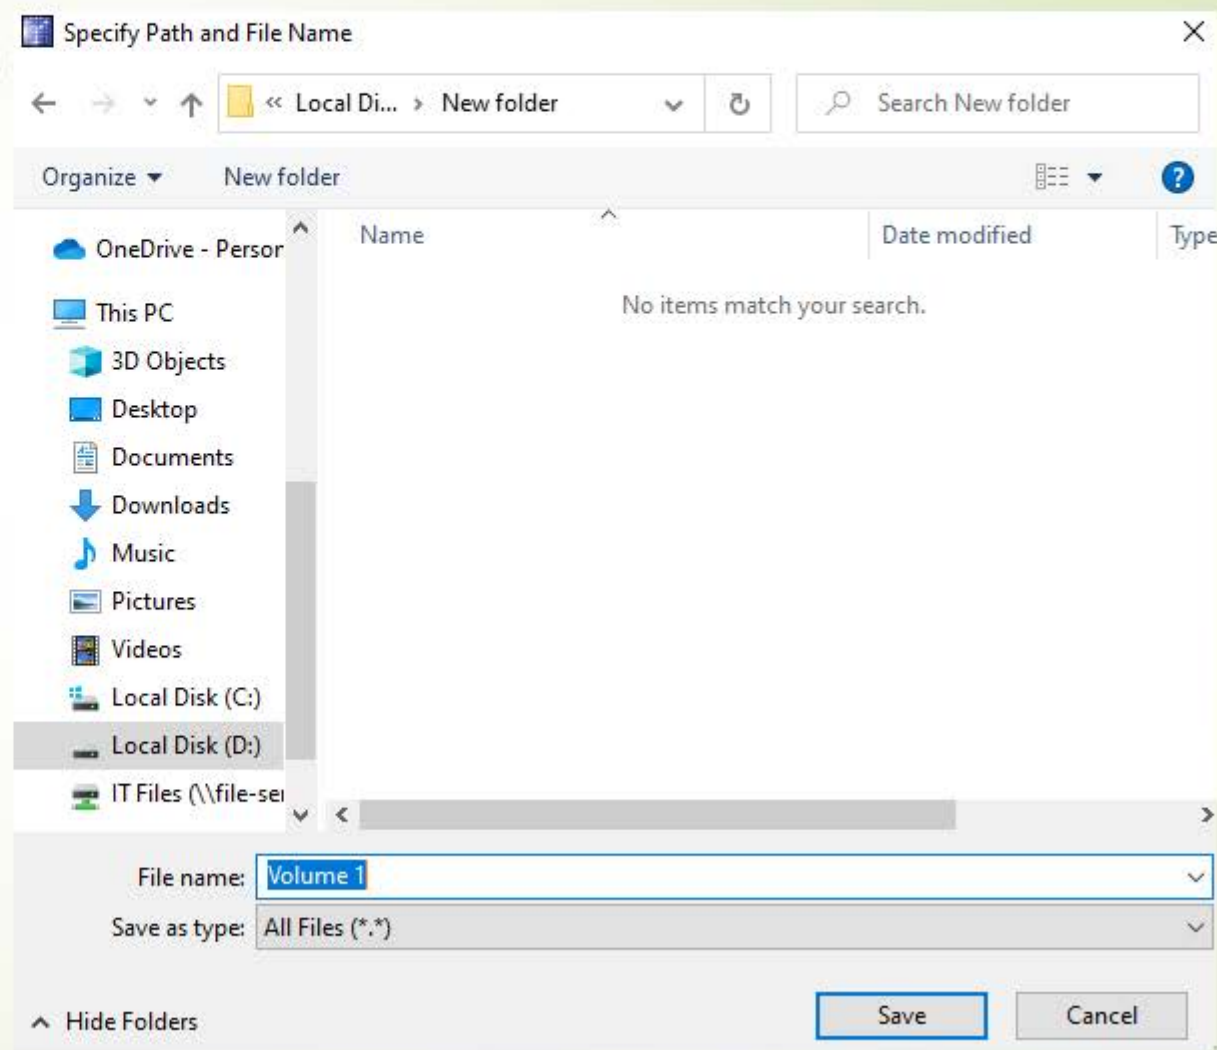 Specify Path and File Name
« Local Di... › New folder
Search New folder
Organize
New folder
Name
Date modified
Type
No items match your search.
OneDrive - Person
This PC
3D Objects
Desktop
Documents
Downloads
Music
Pictures
Videos
Local Disk (C:)
Local Disk (D:)
IT Files (\\file-ser
File name: Volume 1
Save as type: All Files (*.*)
Hide Folders
Save
Cancel